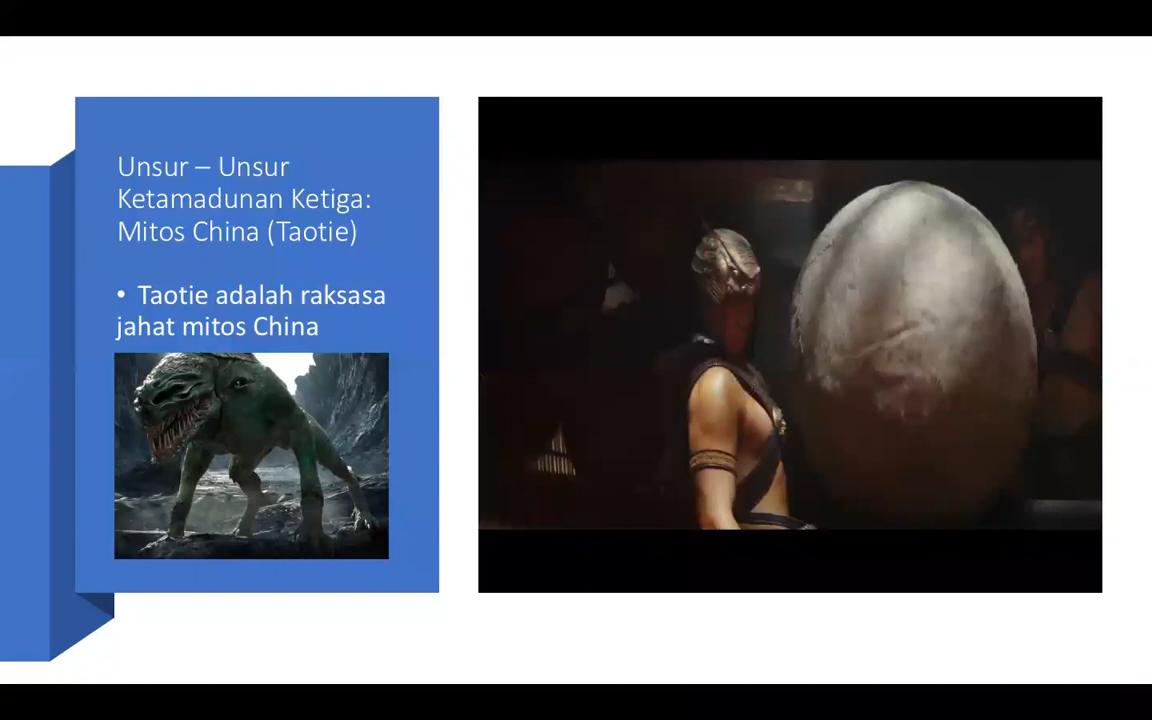 Unsur – Unsur
Ketamadunan Ketiga:
Mitos China (Taotie)
• Taotie adalah raksasa
jahat mitos China